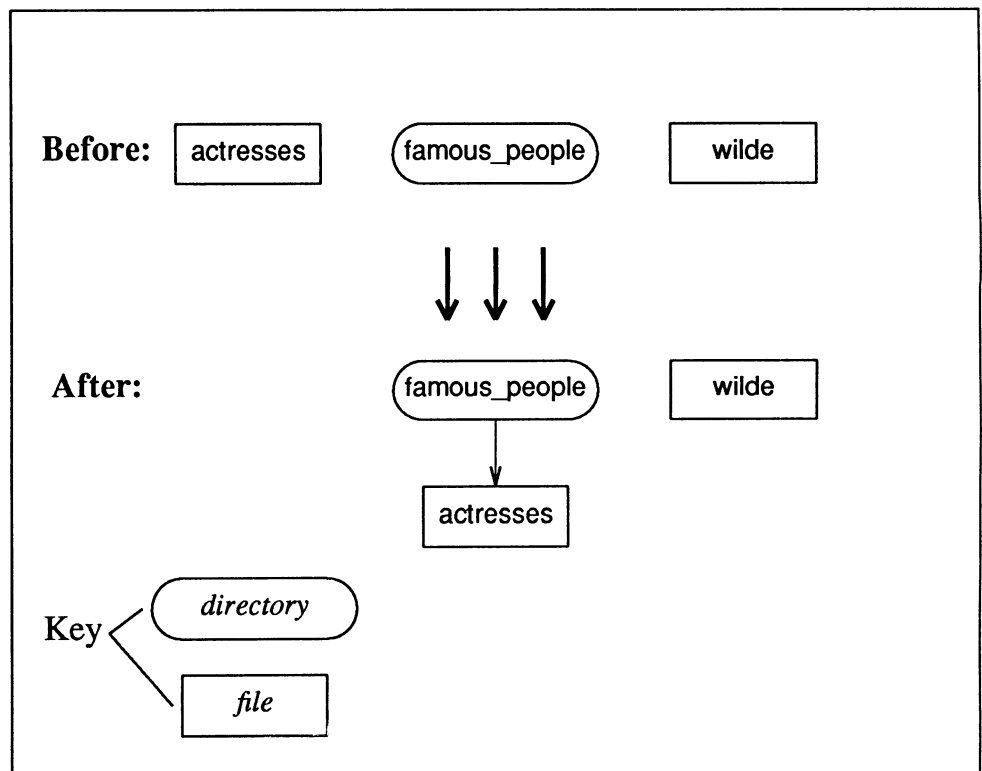 Before: actresses famous_people wilde
After: famous_people wilde
actresses
Key
directory
file